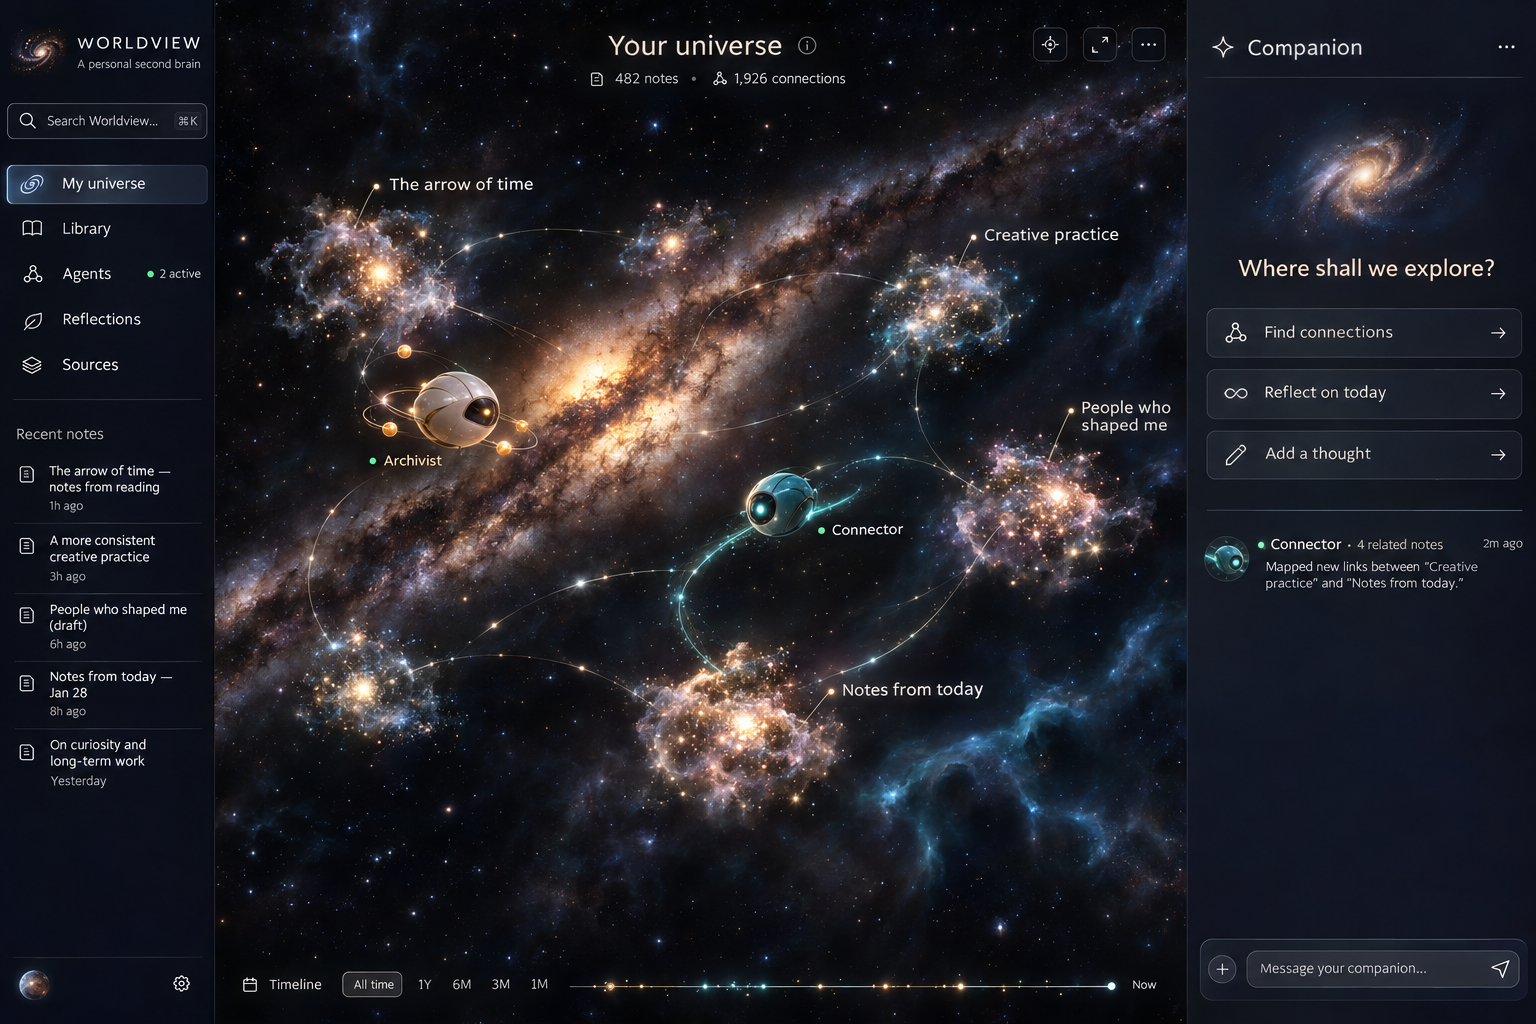 WORLDVIEW
A personal second brain
Search Worldview... ⌘K
My universe
Library
Agents 2 active
Reflections
Sources
Recent notes
The arrow of time —
notes from reading
1h ago
A more consistent
creative practice
3h ago
People who shaped me
(draft)
6h ago
Notes from today —
Jan 28
8h ago
On curiosity and
long-term work
Yesterday
Your universe
482 notes • 1,926 connections
The arrow of time
Creative practice
People who
shaped me
Archivist
Connector
Notes from today
Timeline All time 1Y 6M 3M 1M Now
Companion
Where shall we explore?
Find connections
Reflect on today
Add a thought
Connector · 4 related notes 2m ago
Mapped new links between “Creative
practice” and “Notes from today.”
Message your companion...